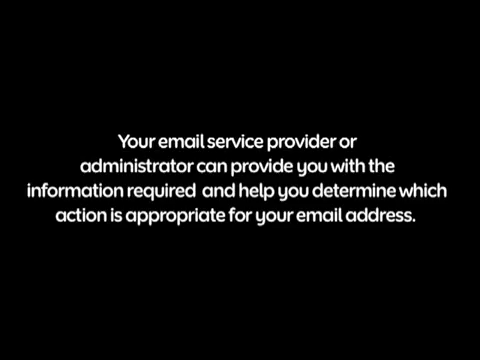 Your email service provider or
administrator can provide you with the
information required and help you determine which
action is appropriate for your email address.